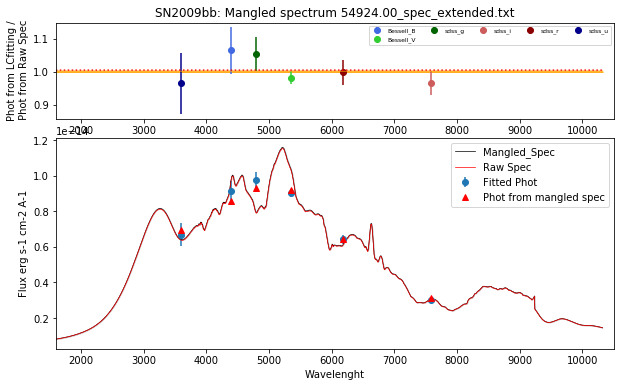 SN2009bb: Mangled spectrum 54924.00_spec_extended.txt
Phot from LCfitting /
Phot from Raw Spec
1.1
1.0
0.9
Bessell_B
Bessell_V
sdss_g
sdss_i
sdss_r
sdss_u
2000 3000 4000 5000 6000 7000 8000 9000 10000
1e−14
Flux erg s-1 cm-2 A-1
1.2
1.0
0.8
0.6
0.4
0.2
Mangled_Spec
Raw Spec
Fitted Phot
Phot from mangled spec
2000 3000 4000 5000 6000 7000 8000 9000 10000
Wavelenght